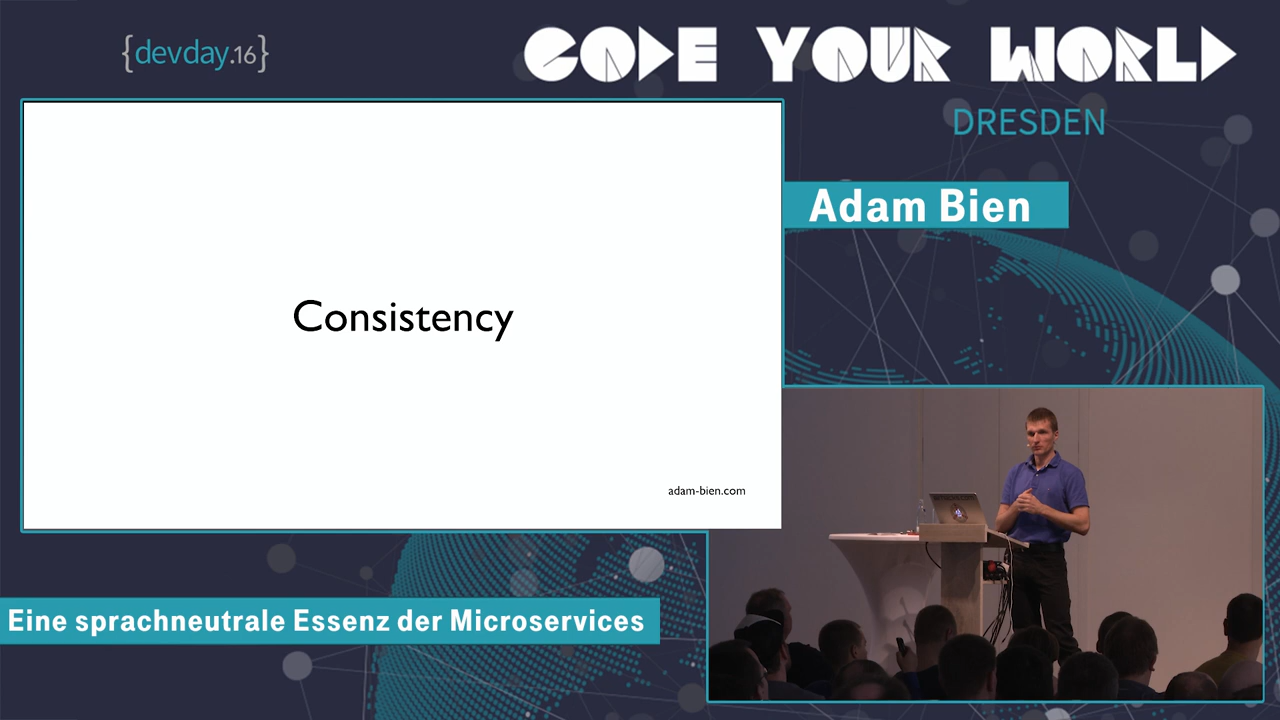 {devday.16}
CODE YOUR WORLD
DRESDEN
Adam Bien
Consistency
adam-bien.com
Eine sprachneutrale Essenz der Microservices